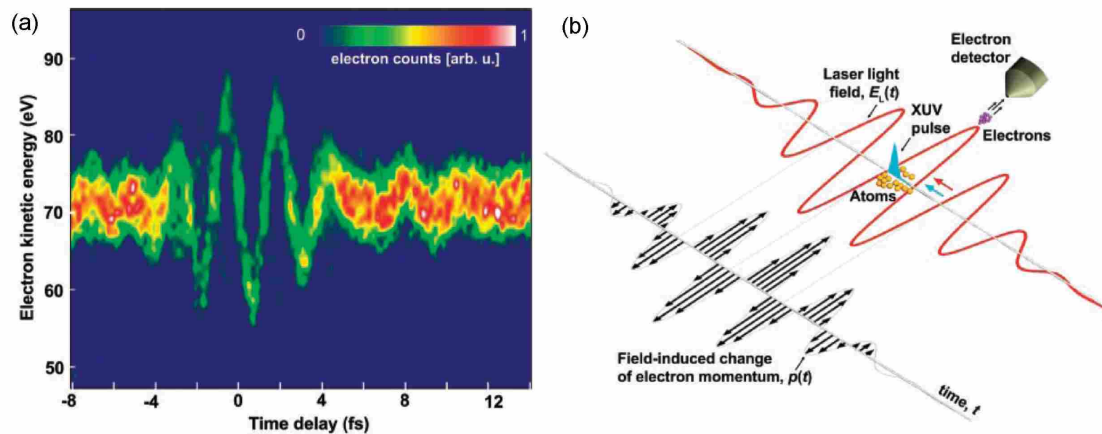 (a)
0
1
electron counts [arb. u.]
90
80
70
60
50
Electron kinetic energy (eV)
-8
-4
0
4
8
12
Time delay (fs)
(b)
Electron
detector
Laser light
field, E_L(t)
XUV
pulse
Electrons
Atoms
Field-induced change
of electron momentum, p(t)
time, t